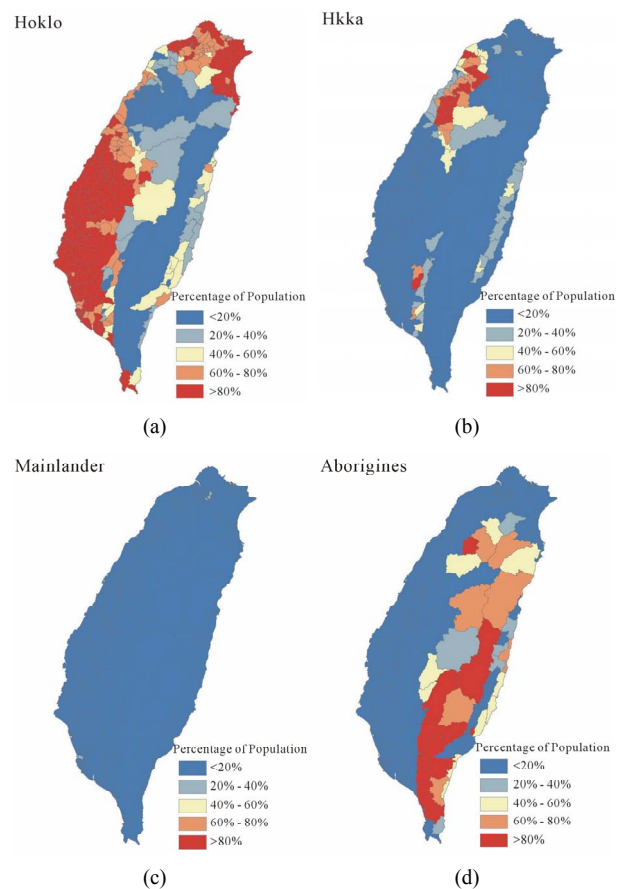 Hoklo
Percentage of Population
<20%
20% - 40%
40% - 60%
60% - 80%
>80%
(a)
Hkka
Percentage of Population
<20%
20% - 40%
40% - 60%
60% - 80%
>80%
(b)
Mainlander
Percentage of Population
<20%
20% - 40%
40% - 60%
60% - 80%
>80%
(c)
Aborigines
Percentage of Population
<20%
20% - 40%
40% - 60%
60% - 80%
>80%
(d)